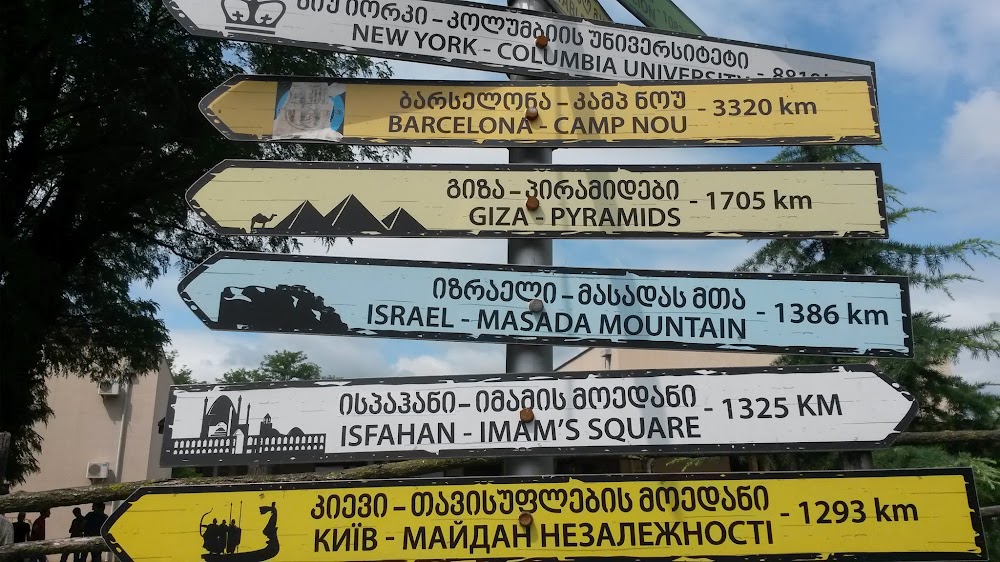 ნიუ იორკი - კოლუმბიის უნივერსიტეტი
NEW YORK - COLUMBIA UNIVERSITY
ბარსელონა - კამპ ნოუ - 3320 km
BARCELONA - CAMP NOU
გიზა - პირამიდები - 1705 km
GIZA - PYRAMIDS
ისრაელი - მასადას მთა - 1386 km
ISRAEL - MASADA MOUNTAIN
ისპაჰანი - იმამის მოედანი - 1325 KM
ISFAHAN - IMAM'S SQUARE
კიევი - თავისუფლების მოედანი - 1293 km
КИЇВ - МАЙДАН НЕЗАЛЕЖНОСТІ